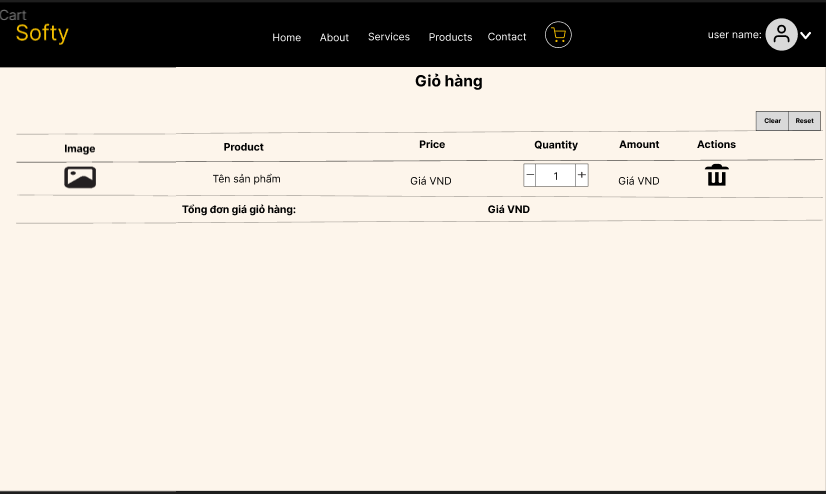 Cart
Softy
Home About Services Products Contact
user name:
Giỏ hàng
Clear Reset
Image Product Price Quantity Amount Actions
Tên sản phẩm Giá VND − 1 + Giá VND
Tổng đơn giá giỏ hàng: Giá VND